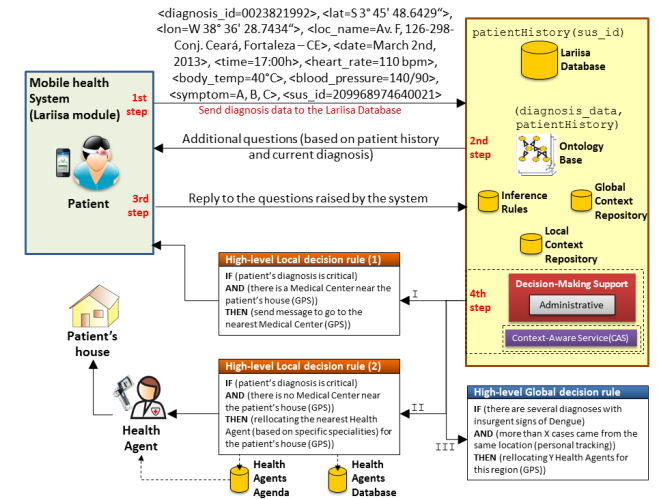 <diagnosis_id=0023821992>, <lat=S 3° 45' 48.6429“>,
<lon=W 38° 36' 28.7434“>, <loc_name=Av. F, 126-298-
Conj. Ceará, Fortaleza – CE>, <date=March 2nd,
2013>, <time=17:00h>, <heart_rate=110 bpm>,
<body_temp=40°C>, <blood_pressure=140/90>,
<symptom=A, B, C>, <sus_id=209968974640021>
Send diagnosis data to the Lariisa Database
Mobile health
System
(Lariisa module)
Patient
1st
step
Additional questions (based on patient history
and current diagnosis)
2nd
step
3rd
step
Reply to the questions raised by the system
patientHistory(sus_id)
Lariisa
Database
(diagnosis_data,
patientHistory)
Ontology
Base
Inference
Rules
Global
Context
Repository
Local
Context
Repository
4th
step
Decision-Making Support
Administrative
Context-Aware Service(CAS)
High-level Local decision rule (1)
IF (patient's diagnosis is critical)
AND (there is a Medical Center near the
patient's house (GPS))
THEN (send message to go to the
nearest Medical Center (GPS))
I
Patient's
house
High-level Local decision rule (2)
IF (patient's diagnosis is critical)
AND (there is no Medical Center near
the patient's house (GPS))
THEN (rellocating the nearest Health
Agent (based on specific specialities) for
the patient's house (GPS))
II
III
Health
Agent
Health
Agents
Agenda
Health
Agents
Database
High-level Global decision rule
IF (there are several diagnoses with
insurgent signs of Dengue)
AND (more than X cases came from the
same location (personal tracking))
THEN (rellocating Y Health Agents for
this region (GPS))